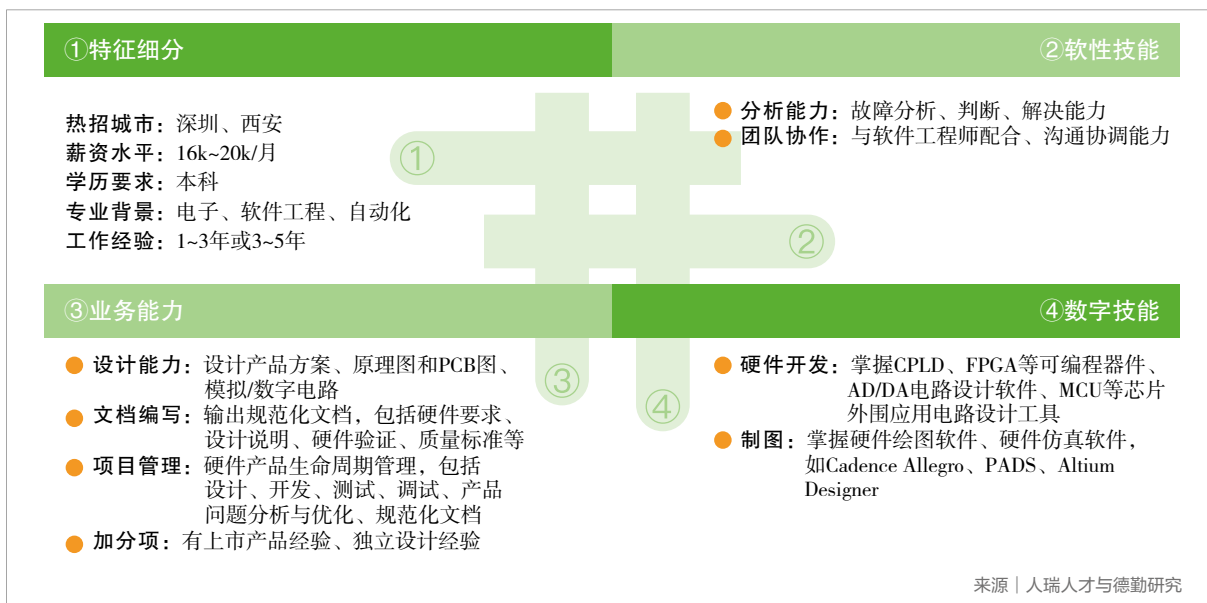 ①特征细分
②软性技能
热招城市：深圳、西安
薪资水平：16k~20k/月
学历要求：本科
专业背景：电子、软件工程、自动化
工作经验：1~3年或3~5年
分析能力：故障分析、判断、解决能力
团队协作：与软件工程师配合、沟通协调能力
①
②
③
④
③业务能力
④数字技能
设计能力：设计产品方案、原理图和PCB图、
模拟/数字电路
文档编写：输出规范化文档，包括硬件要求、
设计说明、硬件验证、质量标准等
项目管理：硬件产品生命周期管理，包括
设计、开发、测试、调试、产品
问题分析与优化、规范化文档
加分项：有上市产品经验、独立设计经验
硬件开发：掌握CPLD、FPGA等可编程器件、
AD/DA电路设计软件、MCU等芯片
外围应用电路设计工具
制图：掌握硬件绘图软件、硬件仿真软件，
如Cadence Allegro、PADS、Altium
Designer
来源｜人瑞人才与德勤研究